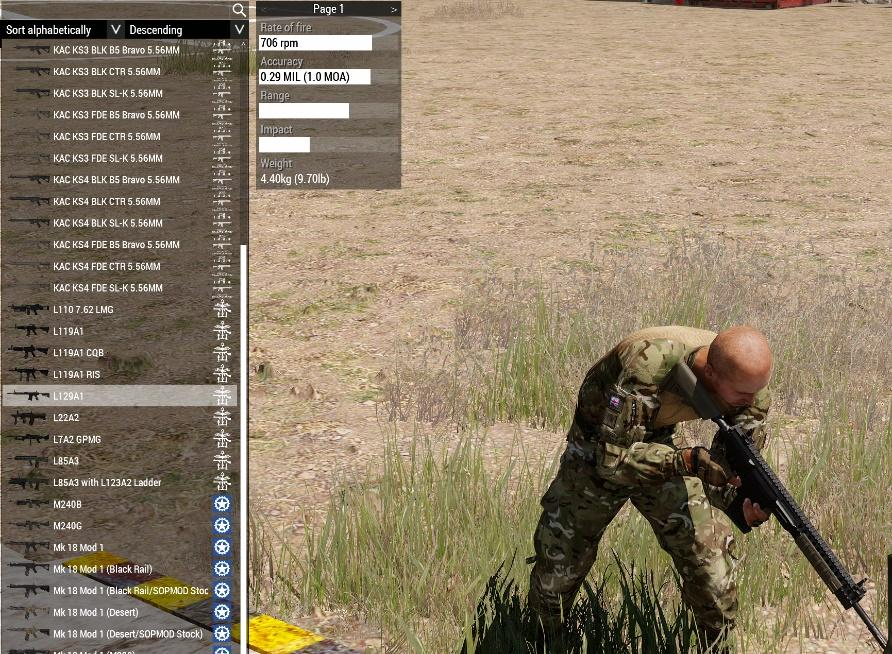 Sort alphabetically
Descending
KAC KS3 BLK B5 Bravo 5.56MM
KAC KS3 BLK CTR 5.56MM
KAC KS3 BLK SL-K 5.56MM
KAC KS3 FDE B5 Bravo 5.56MM
KAC KS3 FDE CTR 5.56MM
KAC KS3 FDE SL-K 5.56MM
KAC KS4 BLK B5 Bravo 5.56MM
KAC KS4 BLK CTR 5.56MM
KAC KS4 BLK SL-K 5.56MM
KAC KS4 FDE B5 Bravo 5.56MM
KAC KS4 FDE CTR 5.56MM
KAC KS4 FDE SL-K 5.56MM
L110 7.62 LMG
L119A1
L119A1 CQB
L119A1 RIS
L129A1
L22A2
L7A2 GPMG
L85A3
L85A3 with L123A2 Ladder
M240B
M240G
Mk 18 Mod 1
Mk 18 Mod 1 (Black Rail)
Mk 18 Mod 1 (Black Rail/SOPMOD Stoc
Mk 18 Mod 1 (Desert)
Mk 18 Mod 1 (Desert/SOPMOD Stock)
< Page 1 >
Rate of fire
706 rpm
Accuracy
0.29 MIL (1.0 MOA)
Range
Impact
Weight
4.40kg (9.70lb)